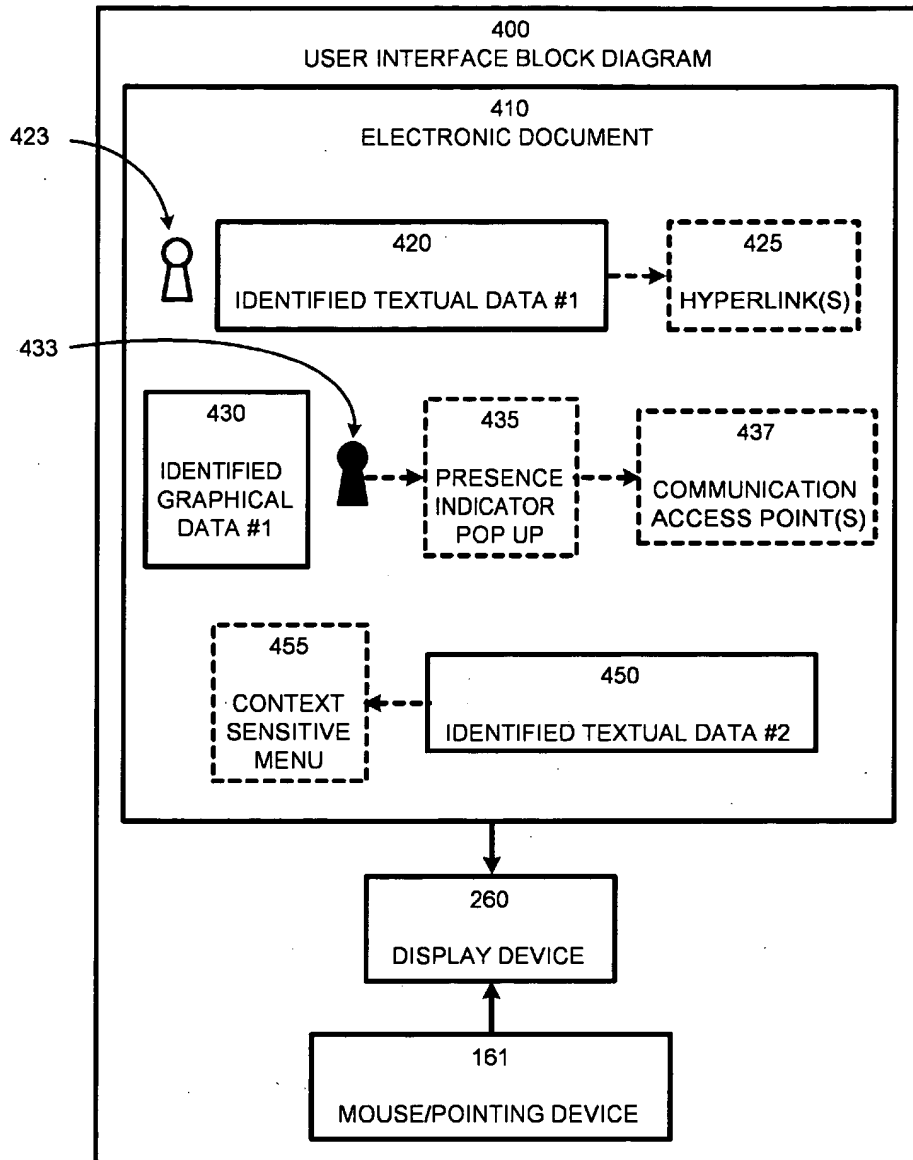 400
USER INTERFACE BLOCK DIAGRAM
410
ELECTRONIC DOCUMENT
423
420
IDENTIFIED TEXTUAL DATA #1
425
HYPERLINK(S)
433
430
IDENTIFIED
GRAPHICAL
DATA #1
435
PRESENCE
INDICATOR
POP UP
437
COMMUNICATION
ACCESS POINT(S)
455
CONTEXT
SENSITIVE
MENU
450
IDENTIFIED TEXTUAL DATA #2
260
DISPLAY DEVICE
161
MOUSE/POINTING DEVICE